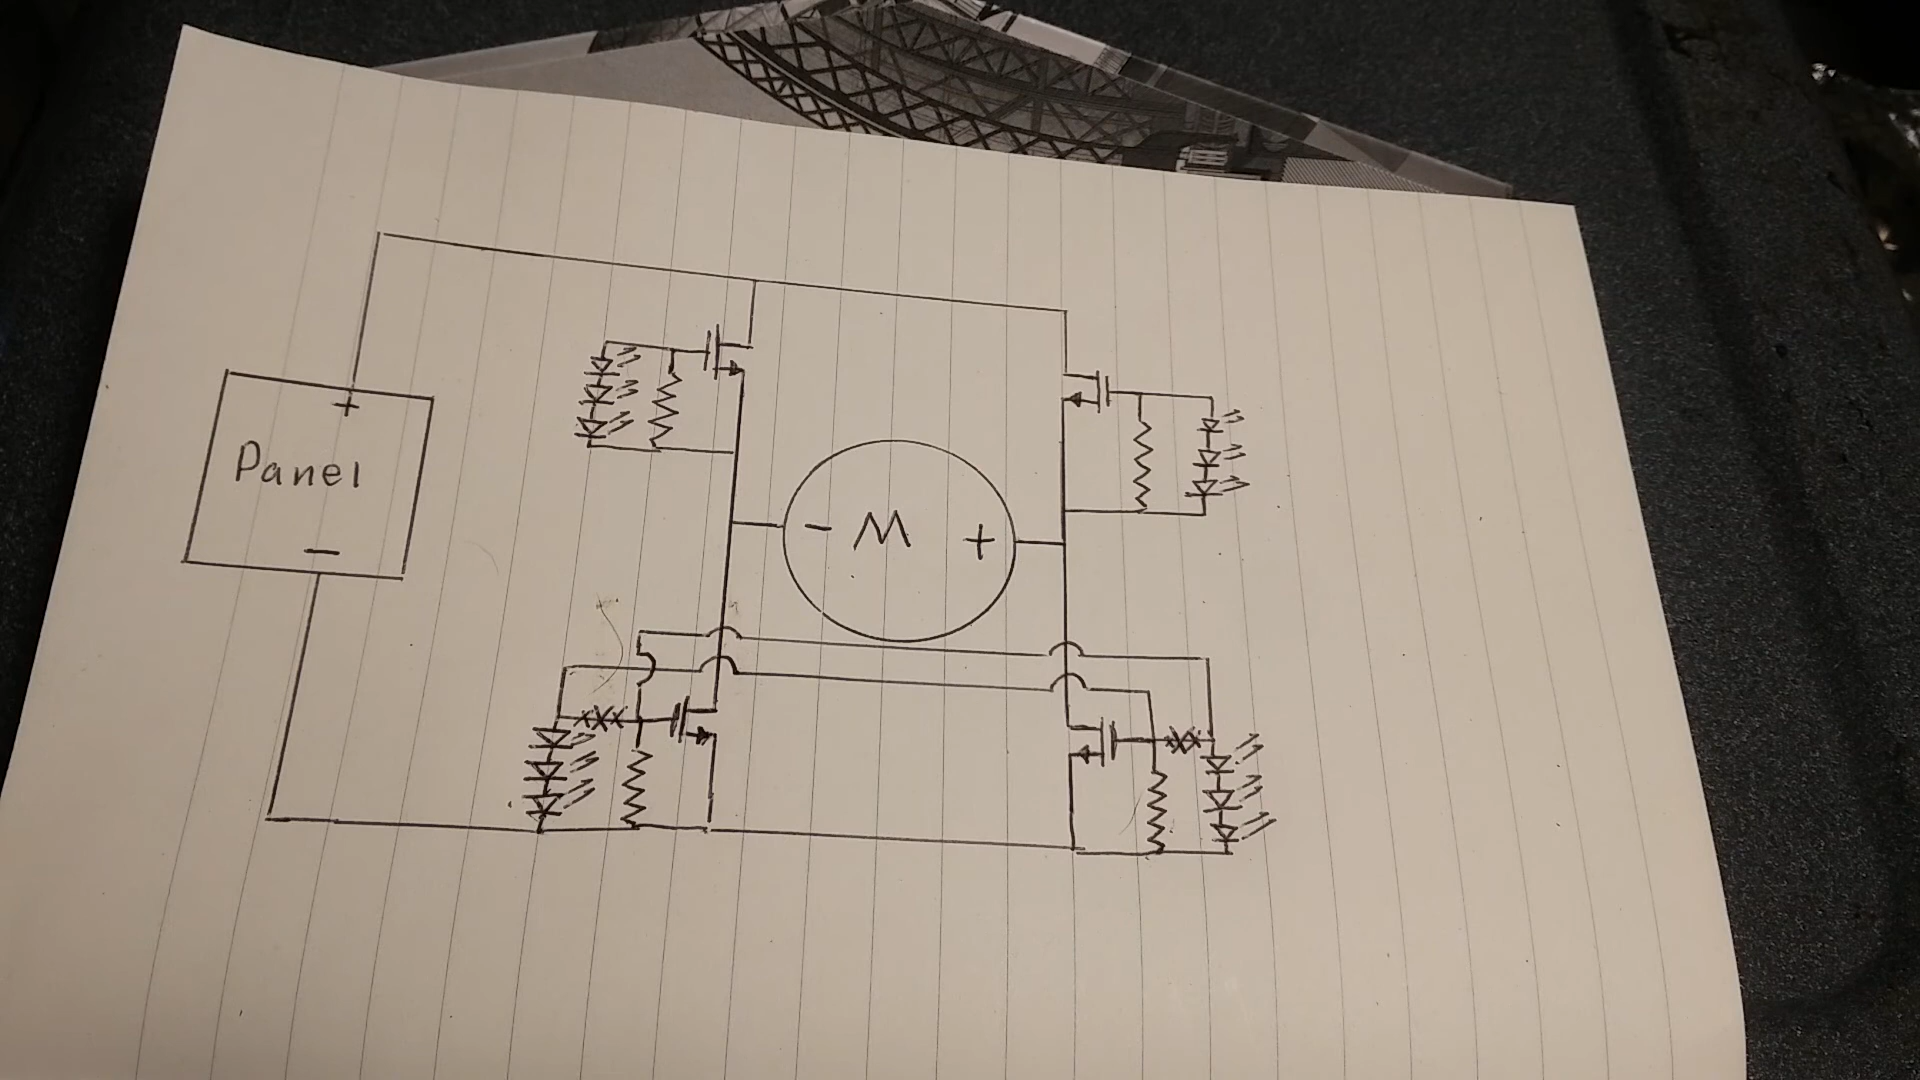 +
Panel
−
- M +